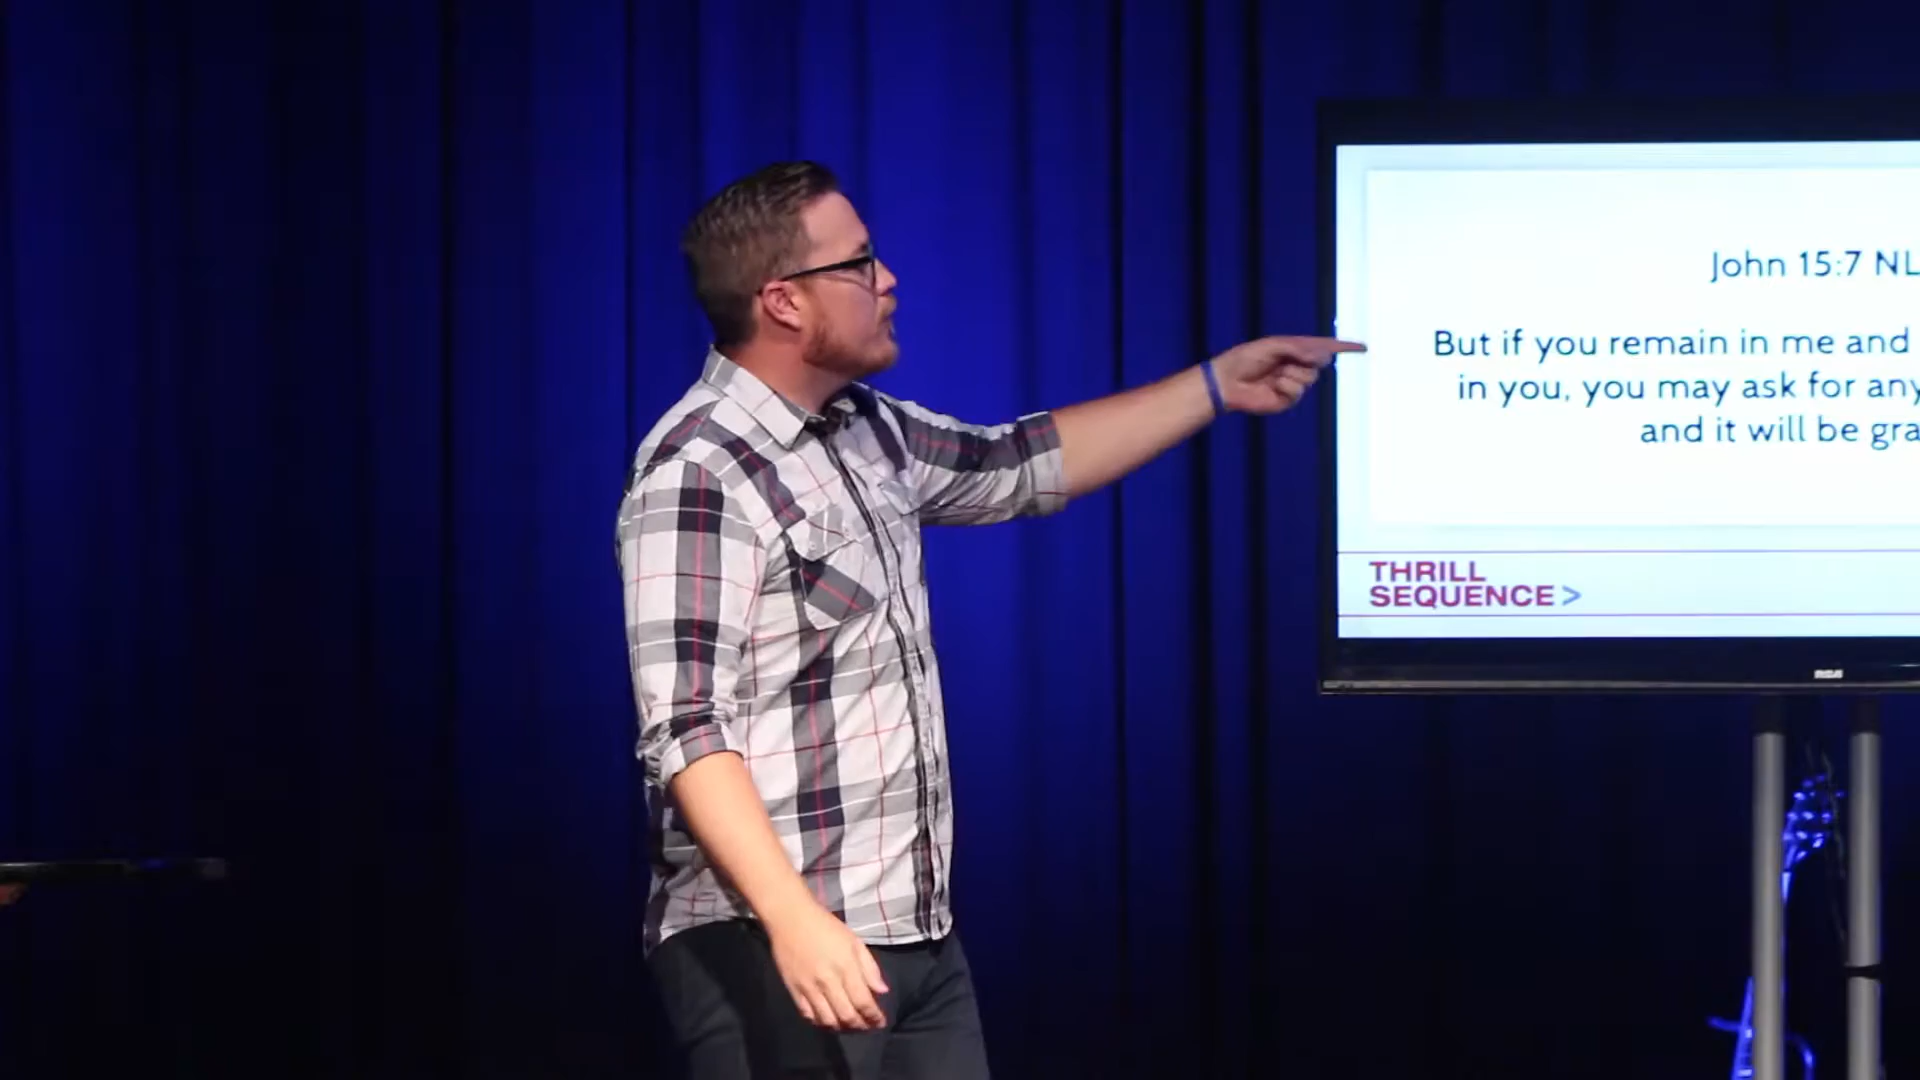 John 15:7 NL
But if you remain in me and
in you, you may ask for any
and it will be gra
THRILL
SEQUENCE>
RCA